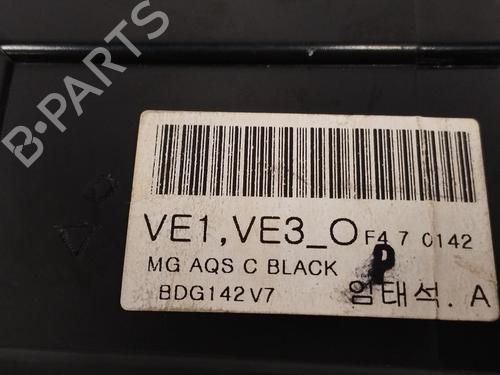 B-PARTS
VE1,VE3_O F4 7 0142
MG AQS C BLACK P
BDG142V7 임태석. A